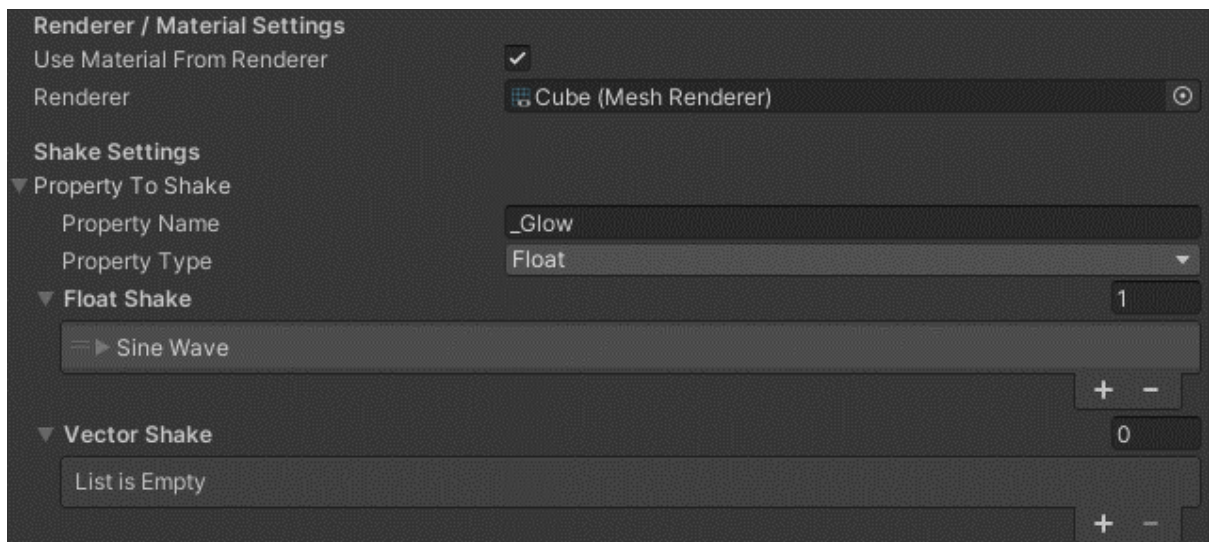 Renderer / Material Settings
Use Material From Renderer
Renderer Cube (Mesh Renderer)
Shake Settings
Property To Shake
Property Name _Glow
Property Type Float
Float Shake 1
Sine Wave
+ −
Vector Shake 0
List is Empty
+ −